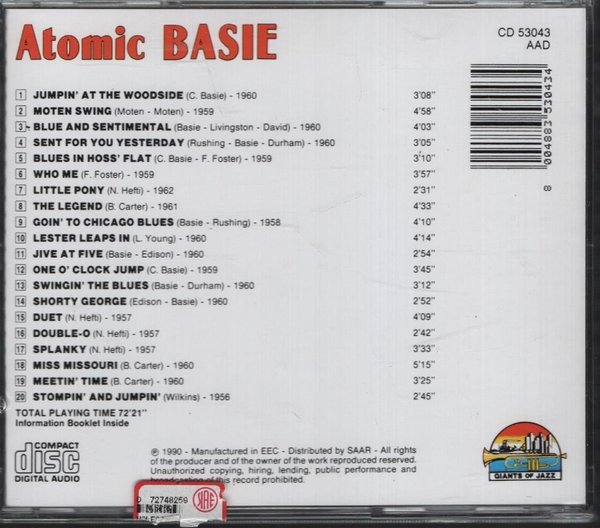 Atomic BASIE
CD 53043
AAD
1 JUMPIN' AT THE WOODSIDE (C. Basie) - 1960 3'08''
2 MOTEN SWING (Moten - Moten) - 1959 4'58''
3 BLUE AND SENTIMENTAL (Basie - Livingston - David) - 1960 4'03''
4 SENT FOR YOU YESTERDAY (Rushing - Basie - Durham) - 1960 3'05''
5 BLUES IN HOSS' FLAT (C. Basie - F. Foster) - 1959 3'10''
6 WHO ME (F. Foster) - 1959 3'57''
7 LITTLE PONY (N. Hefti) - 1962 2'31''
8 THE LEGEND (B. Carter) - 1961 4'33''
9 GOIN' TO CHICAGO BLUES (Basie - Rushing) - 1958 4'10''
10 LESTER LEAPS IN (L. Young) - 1960 4'14''
11 JIVE AT FIVE (Basie - Edison) - 1960 2'54''
12 ONE O' CLOCK JUMP (C. Basie) - 1959 3'45''
13 SWINGIN' THE BLUES (Basie - Durham) - 1960 3'12''
14 SHORTY GEORGE (Edison - Basie) - 1960 2'52''
15 DUET (N. Hefti) - 1957 4'09''
16 DOUBLE-O (N. Hefti) - 1957 2'42''
17 SPLANKY (N. Hefti) - 1957 3'33''
18 MISS MISSOURI (B. Carter) - 1960 5'15''
19 MEETIN' TIME (B. Carter) - 1960 3'25''
20 STOMPIN' AND JUMPIN' (Wilkins) - 1956 2'45''
TOTAL PLAYING TIME 72'21''
Information Booklet Inside
0 004883 530434
8
COMPACT
disc
DIGITAL AUDIO
℗ 1990 - Manufactured in EEC - Distributed by SAAR - All rights
of the producer and of the owner of the work reproduced reserved.
Unauthorized copying, hiring, lending, public performance and
broadcasting of this record prohibited.
GIANTS OF JAZZ
72748259